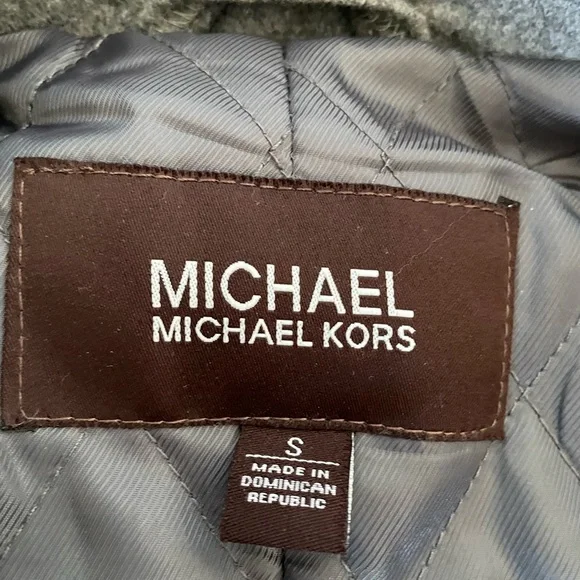 MICHAEL
MICHAEL KORS
S
MADE IN
DOMINICAN
REPUBLIC